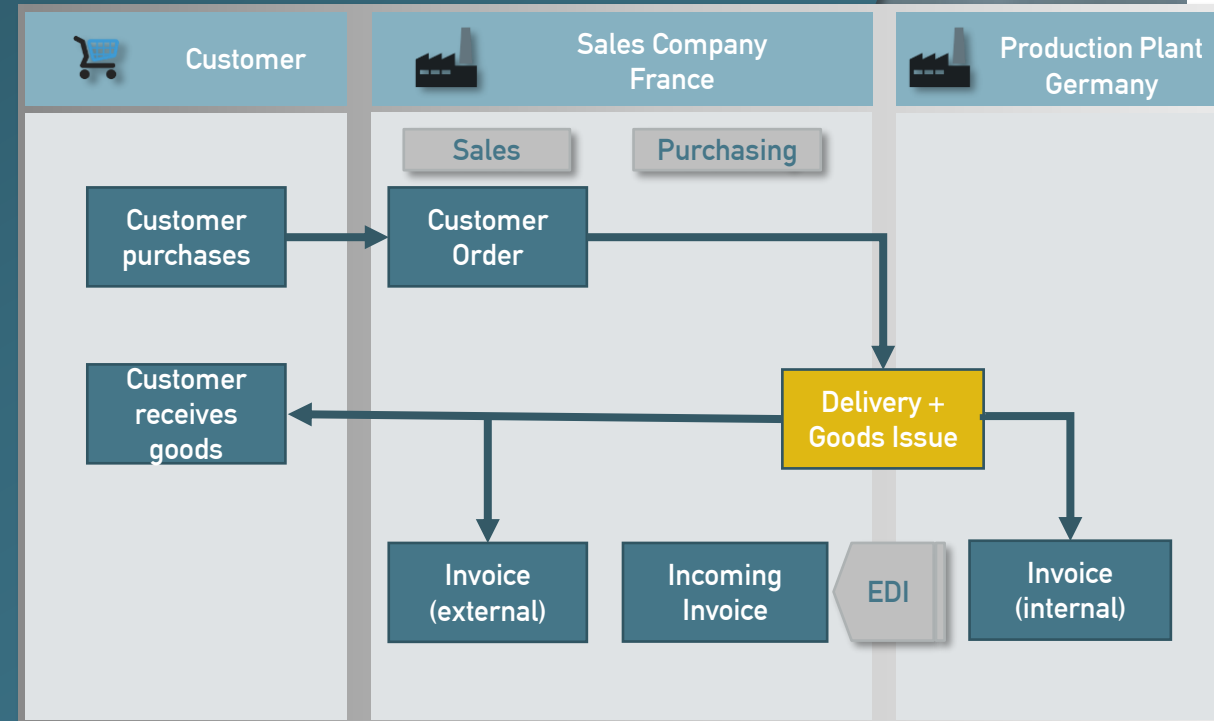 Customer
Sales Company
France
Production Plant
Germany
Sales
Purchasing
Customer
purchases
Customer
Order
Customer
receives
goods
Delivery +
Goods Issue
Invoice
(external)
Incoming
Invoice
EDI
Invoice
(internal)